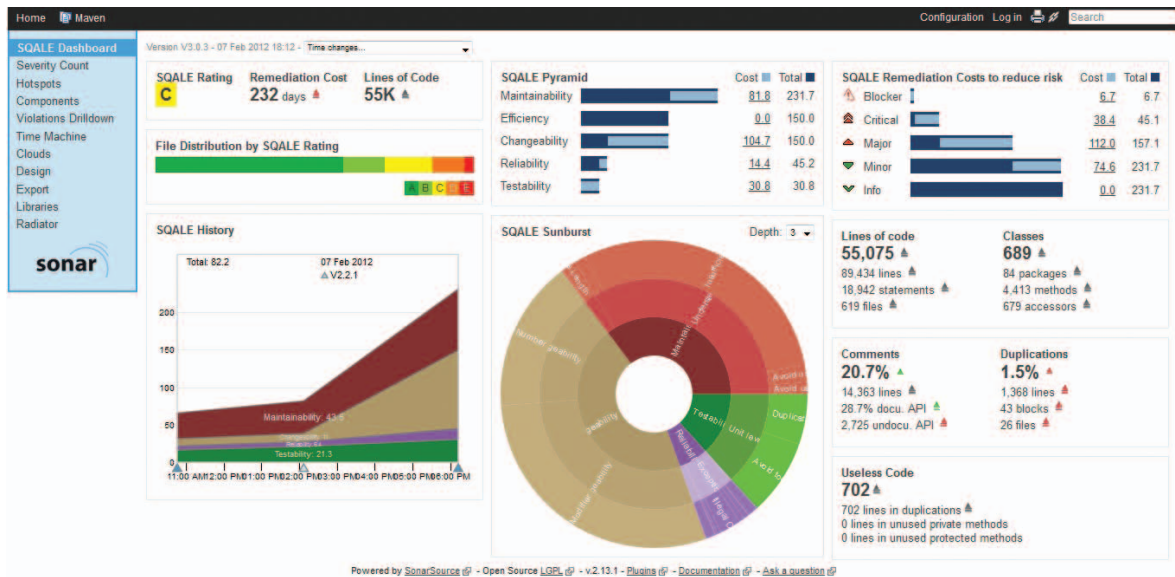 Home Maven Configuration Log in Search
SQALE Dashboard
Severity Count
Hotspots
Components
Violations Drilldown
Time Machine
Clouds
Design
Export
Libraries
Radiator
sonar
Version V3.0.3 - 07 Feb 2012 18:12 - Time changes...
SQALE Rating Remediation Cost Lines of Code
C 232 days 55K
File Distribution by SQALE Rating
A B C D E
SQALE History
Total: 82.2 07 Feb 2012
V2.2.1
200
150
100
50
0
Maintainability: 43.5
Testability: 21.3
11:00 AM 12:00 PM 01:00 PM 02:00 PM 03:00 PM 04:00 PM 05:00 PM 06:00 PM
SQALE Pyramid Cost Total
Maintainability 81.8 231.7
Efficiency 0.0 150.0
Changeability 104.7 150.0
Reliability 14.4 45.2
Testability 30.8 30.8
SQALE Sunburst Depth: 3
SQALE Remediation Costs to reduce risk Cost Total
Blocker 6.7 6.7
Critical 38.4 45.1
Major 112.0 157.1
Minor 74.6 231.7
Info 0.0 231.7
Lines of code
55,075
89,434 lines
18,942 statements
619 files
Classes
689
84 packages
4,413 methods
679 accessors
Comments
20.7%
14,363 lines
28.7% docu. API
2,725 undocu. API
Duplications
1.5%
1,368 lines
43 blocks
26 files
Useless Code
702
702 lines in duplications
0 lines in unused private methods
0 lines in unused protected methods
Powered by SonarSource - Open Source LGPL - v.2.13.1 - Plugins - Documentation - Ask a question